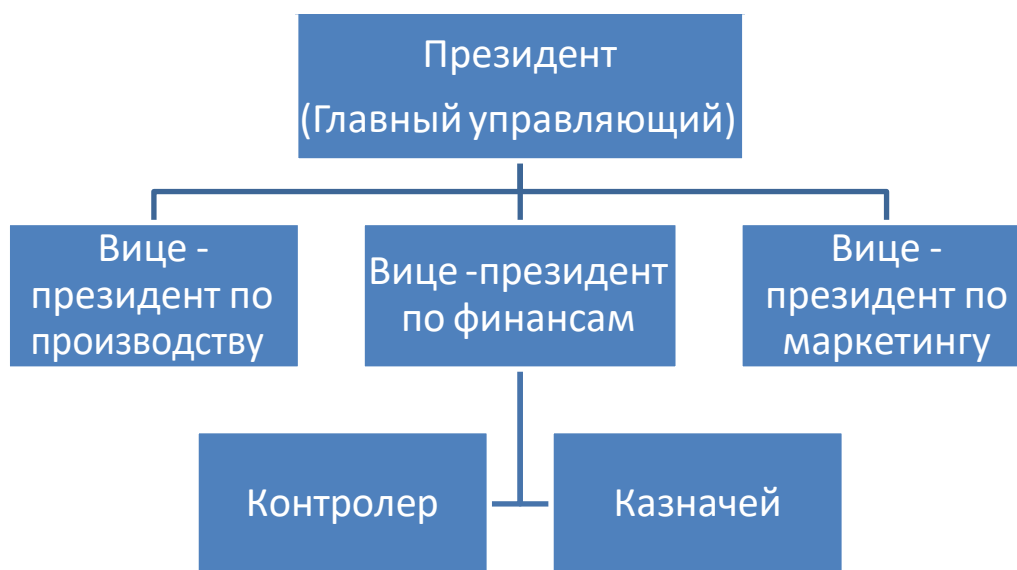 Президент
(Главный управляющий)
Вице -
президент по
производству
Вице -президент
по финансам
Вице -
президент по
маркетингу
Контролер
Казначей